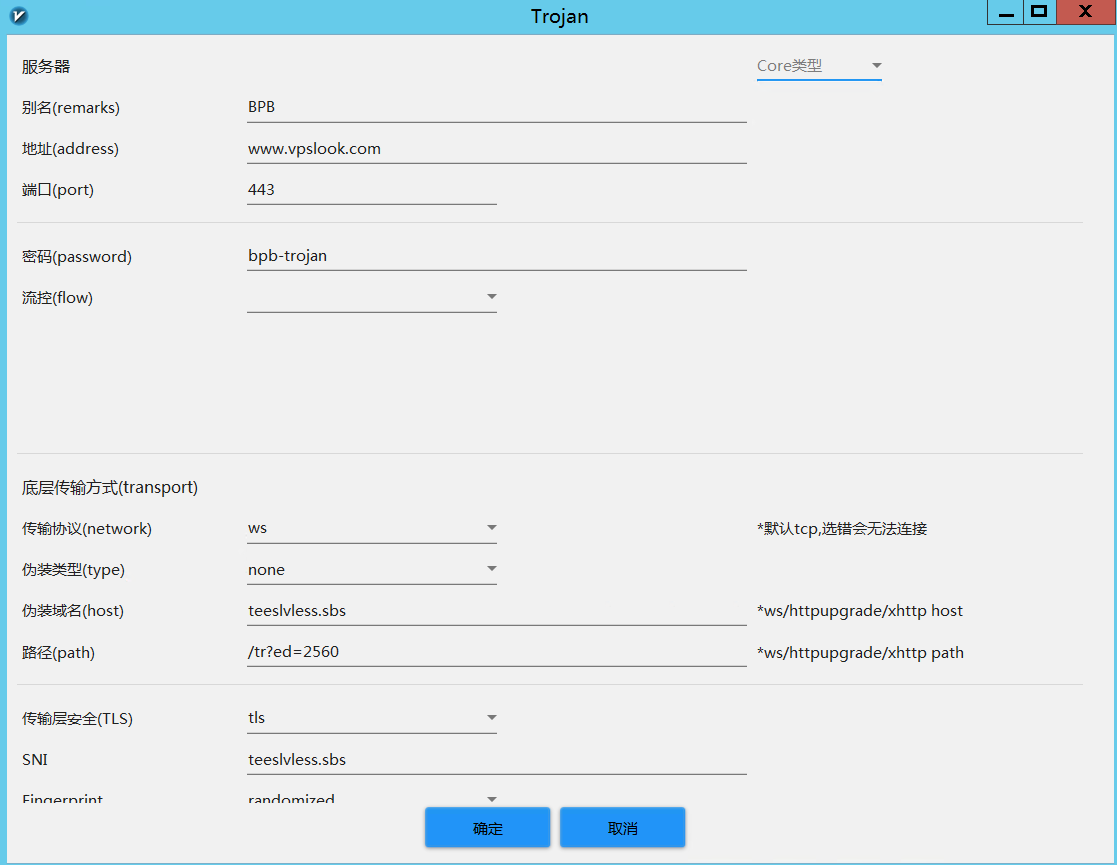 Trojan
服务器 Core类型
别名(remarks) BPB
地址(address) www.vpslook.com
端口(port) 443
密码(password) bpb-trojan
流控(flow)
底层传输方式(transport)
传输协议(network) ws *默认tcp,选错会无法连接
伪装类型(type) none
伪装域名(host) teeslvless.sbs *ws/httpupgrade/xhttp host
路径(path) /tr?ed=2560 *ws/httpupgrade/xhttp path
传输层安全(TLS) tls
SNI teeslvless.sbs
Fingerprint randomized
确定 取消